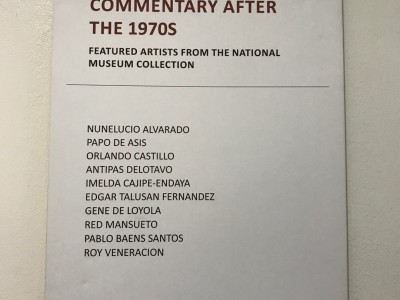 COMMENTARY AFTER
THE 1970S
FEATURED ARTISTS FROM THE NATIONAL
MUSEUM COLLECTION
NUNELUCIO ALVARADO
PAPO DE ASIS
ORLANDO CASTILLO
ANTIPAS DELOTAVO
IMELDA CAJIPE-ENDAYA
EDGAR TALUSAN FERNANDEZ
GENE DE LOYOLA
RED MANSUETO
PABLO BAENS SANTOS
ROY VENERACION